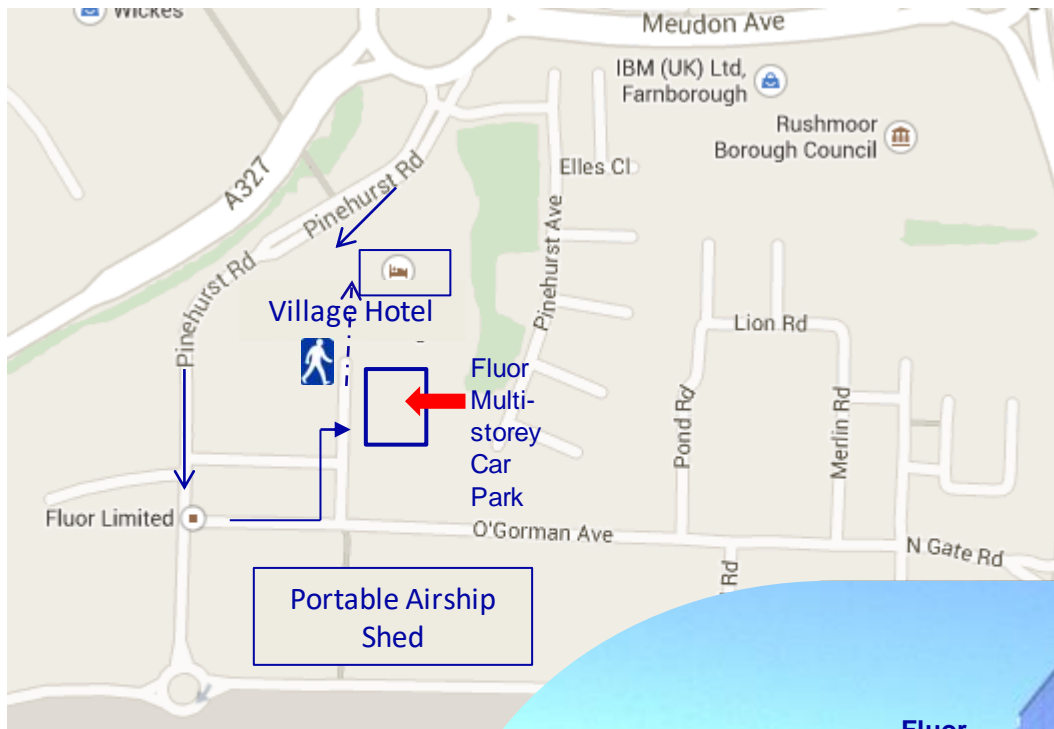 Wickes
Meudon Ave
IBM (UK) Ltd,
Farnborough
Rushmoor
Borough Council
A327
Pinehurst Rd
Elles Cl
Pinehurst Rd
Pinehurst Ave
Village Hotel
Lion Rd
Fluor
Multi-
storey
Car
Park
Pond Rd
Merlin Rd
Fluor Limited
O'Gorman Ave
N Gate Rd
Rd
Portable Airship
Shed
Fluor